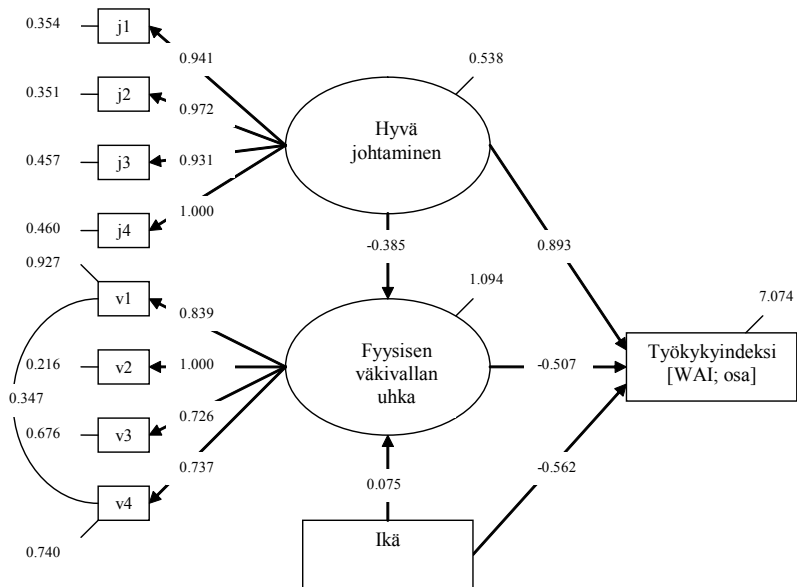 0.354
j1
0.941
0.538
0.351
j2
0.972
Hyvä
johtaminen
0.457
j3
0.931
0.460
j4
1.000
0.927
-0.385
0.893
1.094
7.074
v1
0.839
0.216
v2
1.000
Fyysisen
väkivallan
uhka
-0.507
Työkykyindeksi
[WAI; osa]
0.347
0.726
0.676
v3
0.737
-0.562
0.075
v4
0.740
Ikä